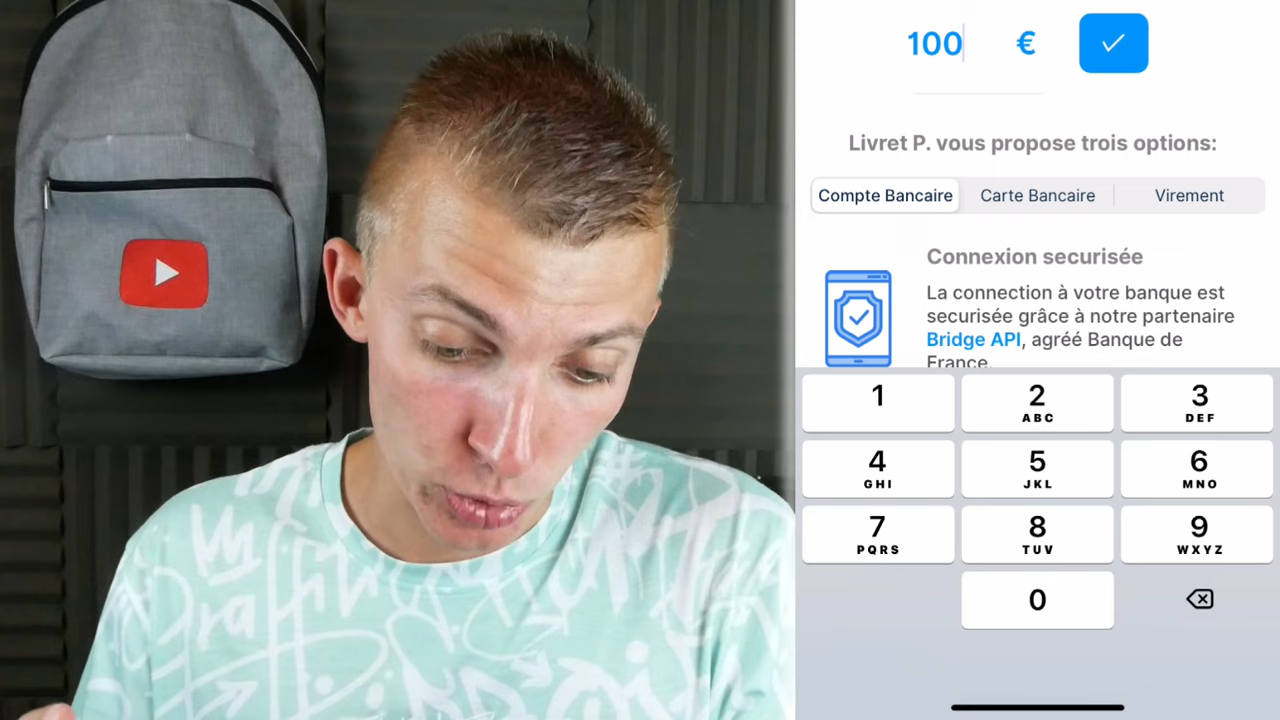 100 €
Livret P. vous propose trois options:
Compte Bancaire Carte Bancaire Virement
Connexion securisée
La connection à votre banque est
securisée grâce à notre partenaire
Bridge API, agréé Banque de
France.
1 2 3
ABC DEF
4 5 6
GHI JKL MNO
7 8 9
PQRS TUV WXYZ
0